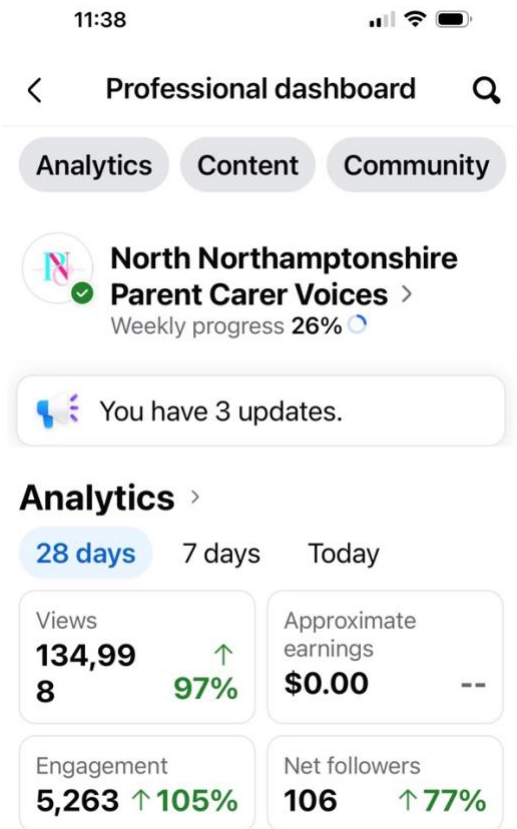 11:38
Professional dashboard
Analytics Content Community
North Northamptonshire
Parent Carer Voices >
Weekly progress 26%
You have 3 updates.
Analytics >
28 days 7 days Today
Views
134,99
8
↑
97%
Approximate
earnings
$0.00 --
Engagement
5,263 ↑ 105%
Net followers
106 ↑ 77%